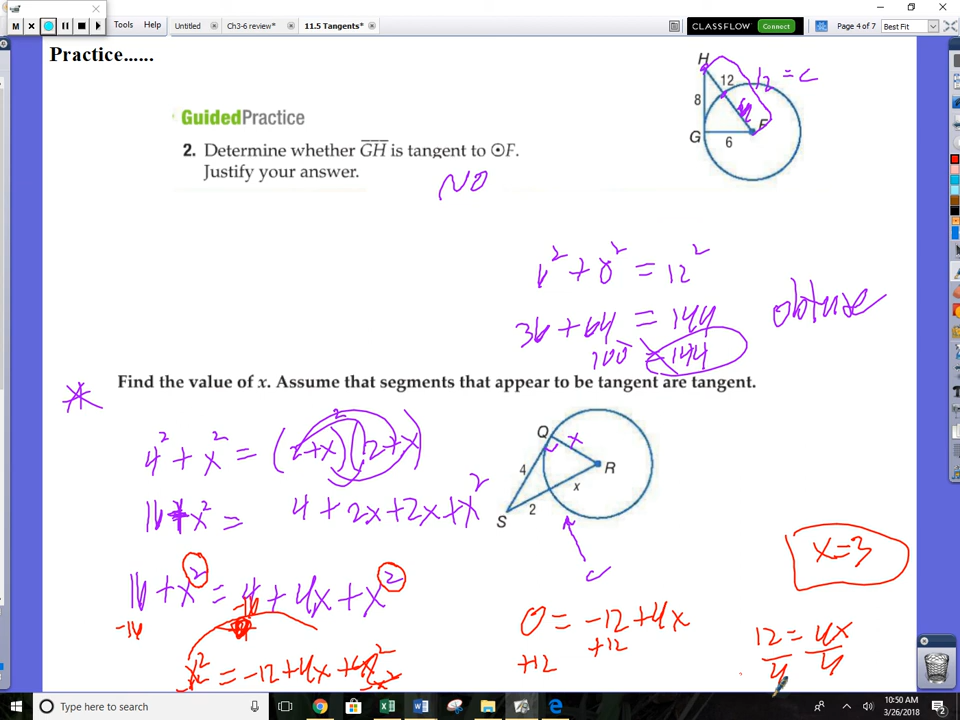 M
Tools
Help
Untitled
Ch3-6 review*
11.5 Tangents*
CLASSFLOW
Connect
Page 4 of 7
Best Fit
Practice......
GuidedPractice
2. Determine whether GH is tangent to ⊙F.
Justify your answer.
NO
H
12
12 = c
8
F
G
6
6² + 8² = 12²
36 + 64 = 144
100 = 144
obtuse
Find the value of x. Assume that segments that appear to be tangent are tangent.
4² + x² = (2+x)(2+x)
16 + x² = 4 + 2x + 2x + x²
16 + x² = 4 + 4x + x²
-16
-16
x² = -12 + 4x + x²
Q
x
4
R
x
2
S
c
0 = -12 + 4x
+12
+12
x=3
12 = 4x
4
4
Type here to search
10:50 AM
3/26/2018